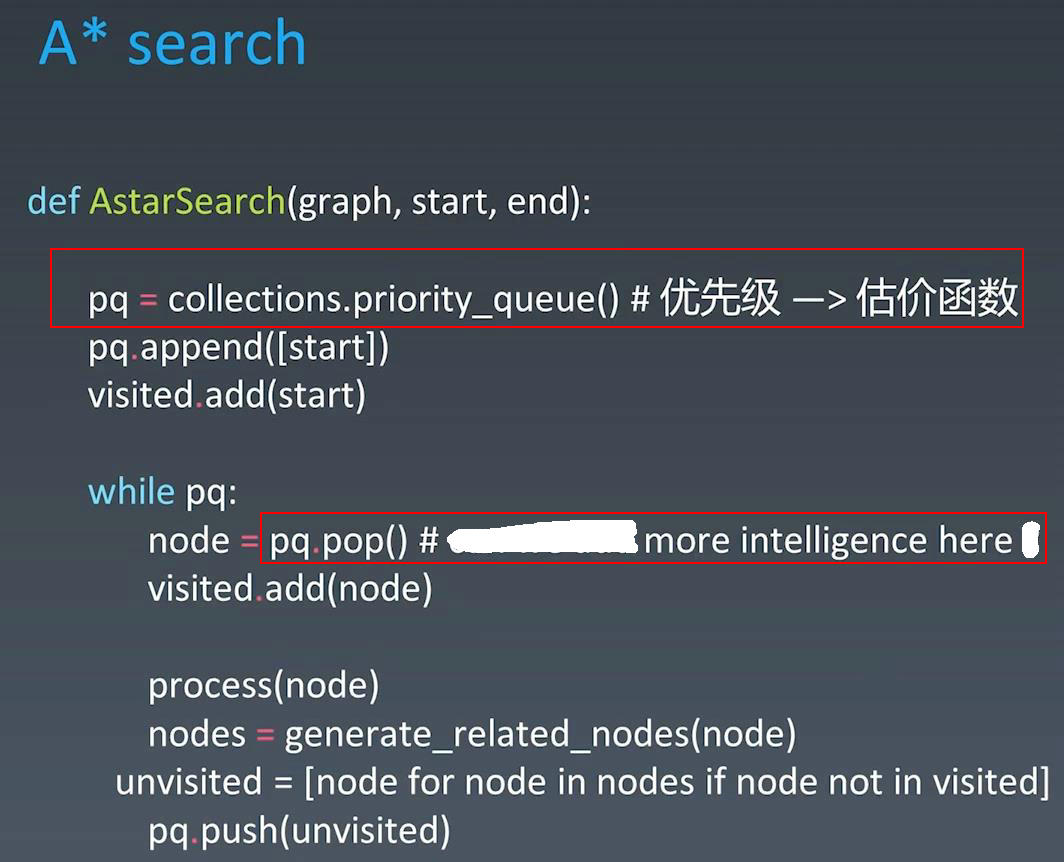 A* search
def AstarSearch(graph, start, end):
pq = collections.priority_queue() # 优先级 —> 估价函数
pq.append([start])
visited.add(start)
while pq:
node = pq.pop() # more intelligence here
visited.add(node)
process(node)
nodes = generate_related_nodes(node)
unvisited = [node for node in nodes if node not in visited]
pq.push(unvisited)